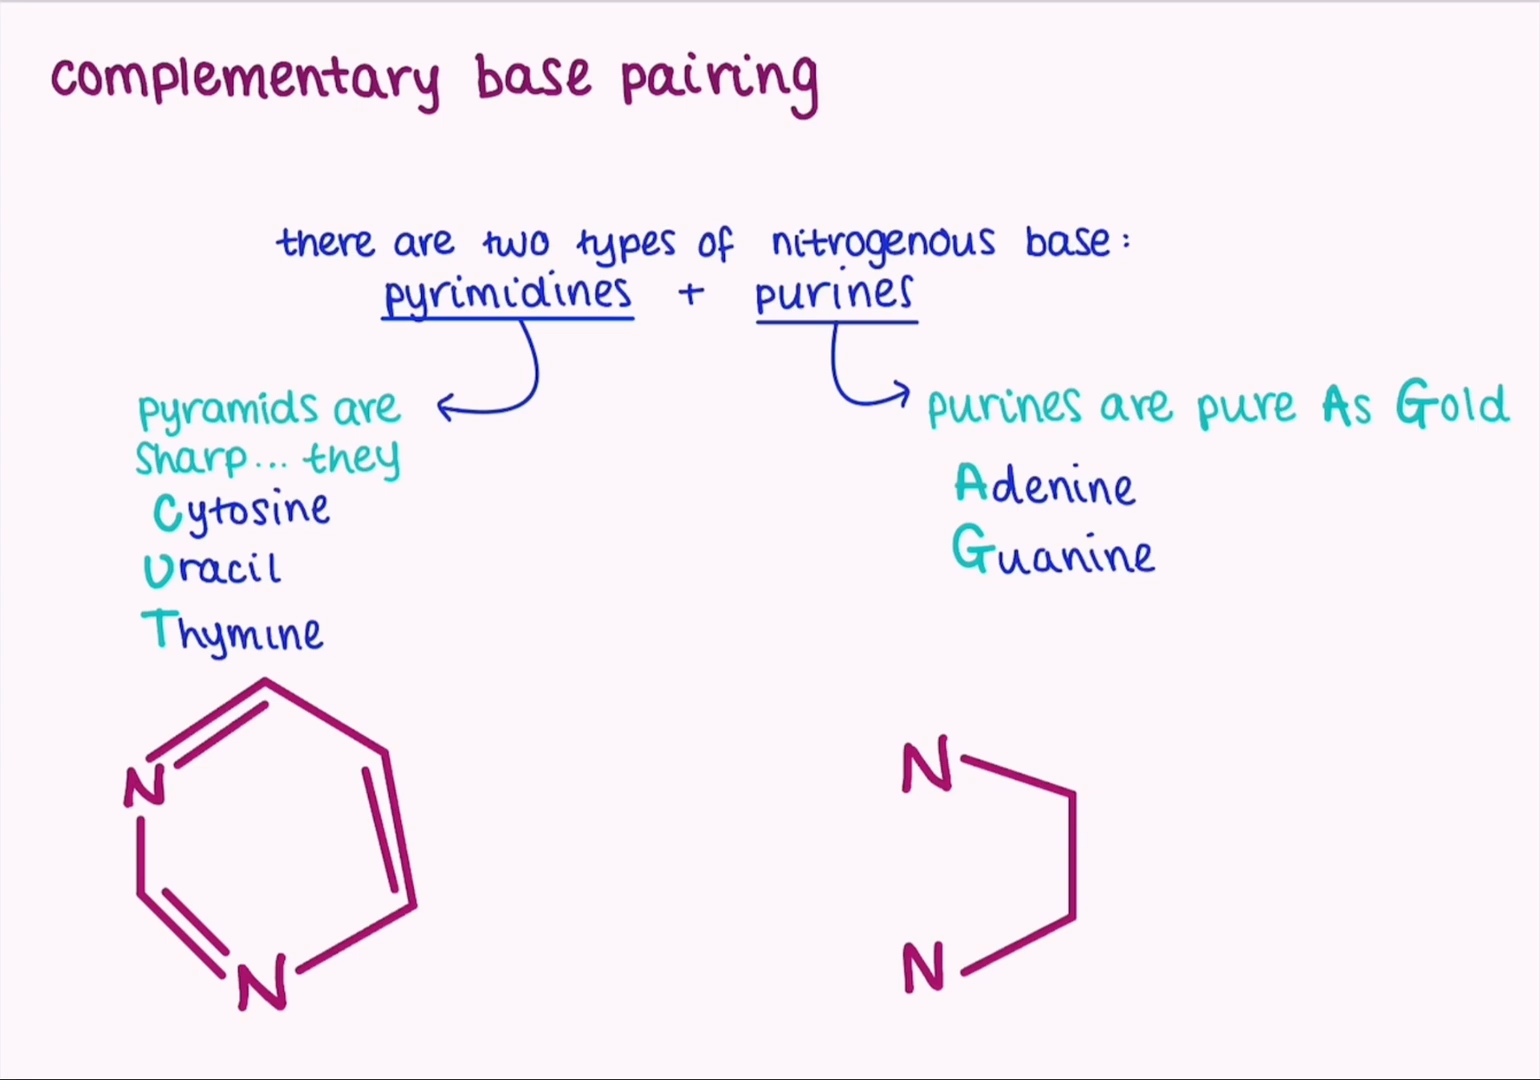 complementary base pairing
there are two types of nitrogenous base:
pyrimidines + purines
pyramids are
sharp... they
Cytosine
Uracil
Thymine
purines are pure As Gold
Adenine
Guanine
N
N
N
N